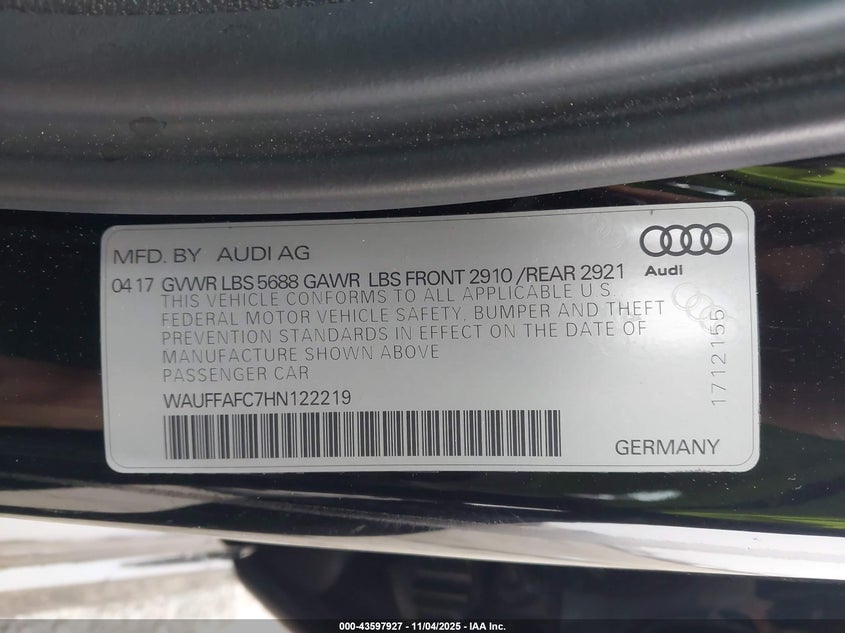 MFD. BY AUDI AG
Audi
04 17 GVWR LBS 5688 GAWR LBS FRONT 2910 /REAR 2921
THIS VEHICLE CONFORMS TO ALL APPLICABLE U.S.
FEDERAL MOTOR VEHICLE SAFETY, BUMPER AND THEFT
PREVENTION STANDARDS IN EFFECT ON THE DATE OF
MANUFACTURE SHOWN ABOVE
PASSENGER CAR
WAUFFAFC7HN122219
1712155
GERMANY
000-43597927 - 11/04/2025 - IAA Inc.